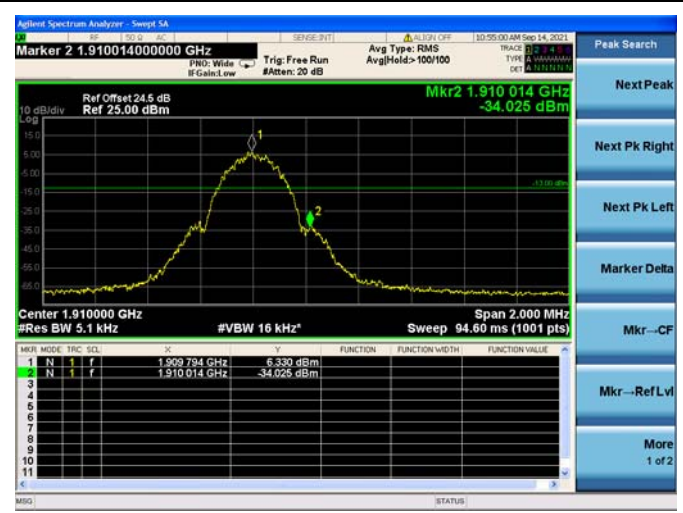 Agilent Spectrum Analyzer - Swept SA
RF 50 Ω AC SENSE:INT ALIGN OFF 10:55:00 AM Sep 14, 2021
Marker 2 1.910014000000 GHz
PNO: Wide
IFGain:Low
Trig: Free Run
#Atten: 20 dB
Avg Type: RMS
Avg|Hold:> 100/100
TRACE 1 2 3 4 5 6
TYPE A
DET A N N N N N
Peak Search
Ref Offset 24.5 dB
10 dB/div Ref 25.00 dBm
Log
Mkr2 1.910 014 GHz
-34.025 dBm
15.0
5.00
-5.00
-15.0
-25.0
-35.0
-45.0
-55.0
-65.0
1
2
-13.00 dBm
Center 1.910000 GHz Span 2.000 MHz
#Res BW 5.1 kHz #VBW 16 kHz* Sweep 94.60 ms (1001 pts)
MKR MODE TRC SCL X Y FUNCTION FUNCTION WIDTH FUNCTION VALUE
1 N 1 f 1.909 794 GHz 6.330 dBm
2 N 1 f 1.910 014 GHz -34.025 dBm
3
4
5
6
7
8
9
10
11
MSG STATUS
Next Peak
Next Pk Right
Next Pk Left
Marker Delta
Mkr→CF
Mkr→Ref Lvl
More
1 of 2